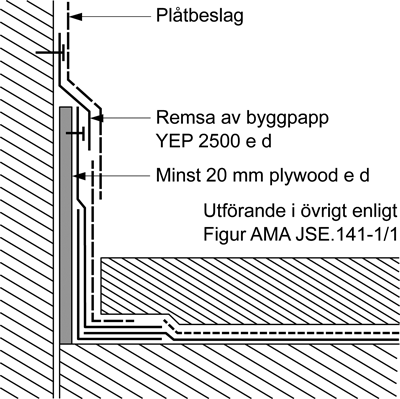 Plåtbeslag
Remsa av byggpapp
YEP 2500 e d
Minst 20 mm plywood e d
Utförande i övrigt enligt
Figur AMA JSE.141-1/1